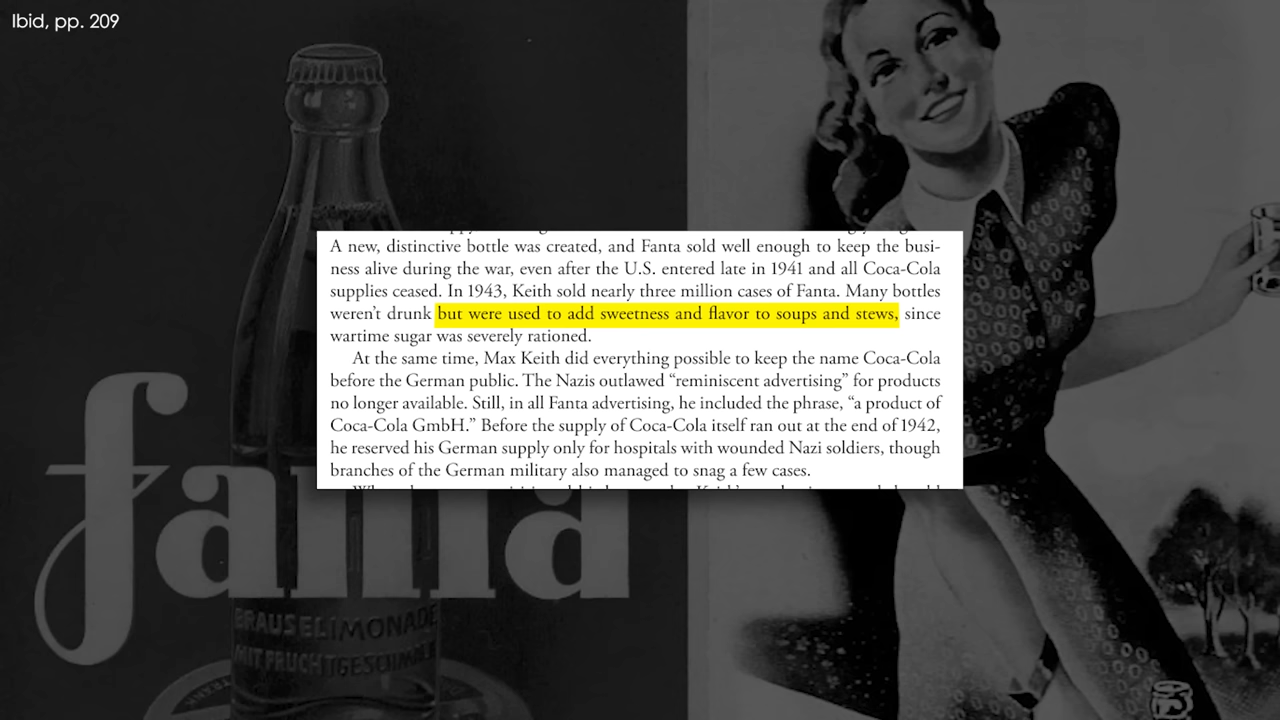 Ibid, pp. 209
A new, distinctive bottle was created, and Fanta sold well enough to keep the busi-
ness alive during the war, even after the U.S. entered late in 1941 and all Coca-Cola
supplies ceased. In 1943, Keith sold nearly three million cases of Fanta. Many bottles
weren’t drunk but were used to add sweetness and flavor to soups and stews, since
wartime sugar was severely rationed.
At the same time, Max Keith did everything possible to keep the name Coca-Cola
before the German public. The Nazis outlawed “reminiscent advertising” for products
no longer available. Still, in all Fanta advertising, he included the phrase, “a product of
Coca-Cola GmbH.” Before the supply of Coca-Cola itself ran out at the end of 1942,
he reserved his German supply only for hospitals with wounded Nazi soldiers, though
branches of the German military also managed to snag a few cases.
fanta
BRAUSELIMONADE
MIT FRUCHTGESCHMACK